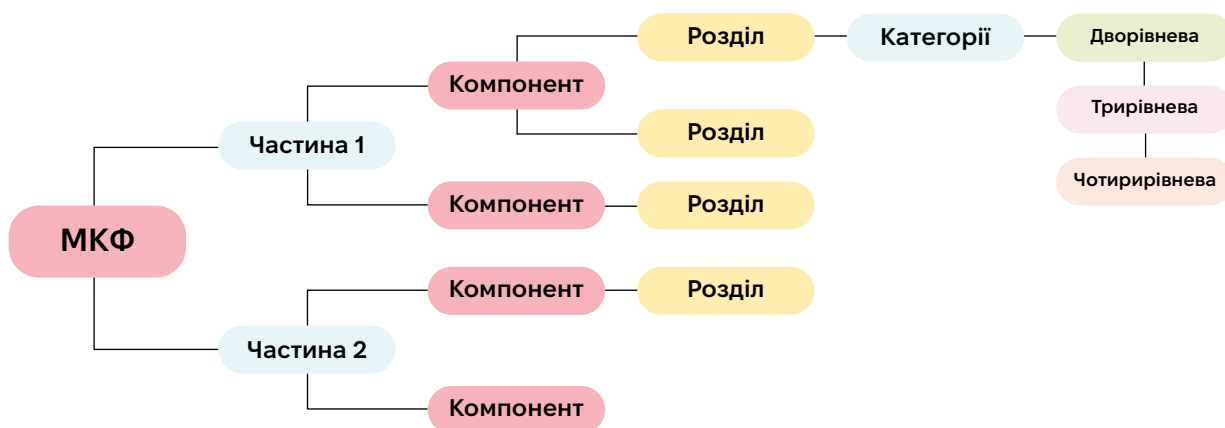 Розділ
Категорії
Дворівнева
Компонент
Трирівнева
Розділ
Частина 1
Чотирирівнева
Компонент
Розділ
МКФ
Компонент
Розділ
Частина 2
Компонент